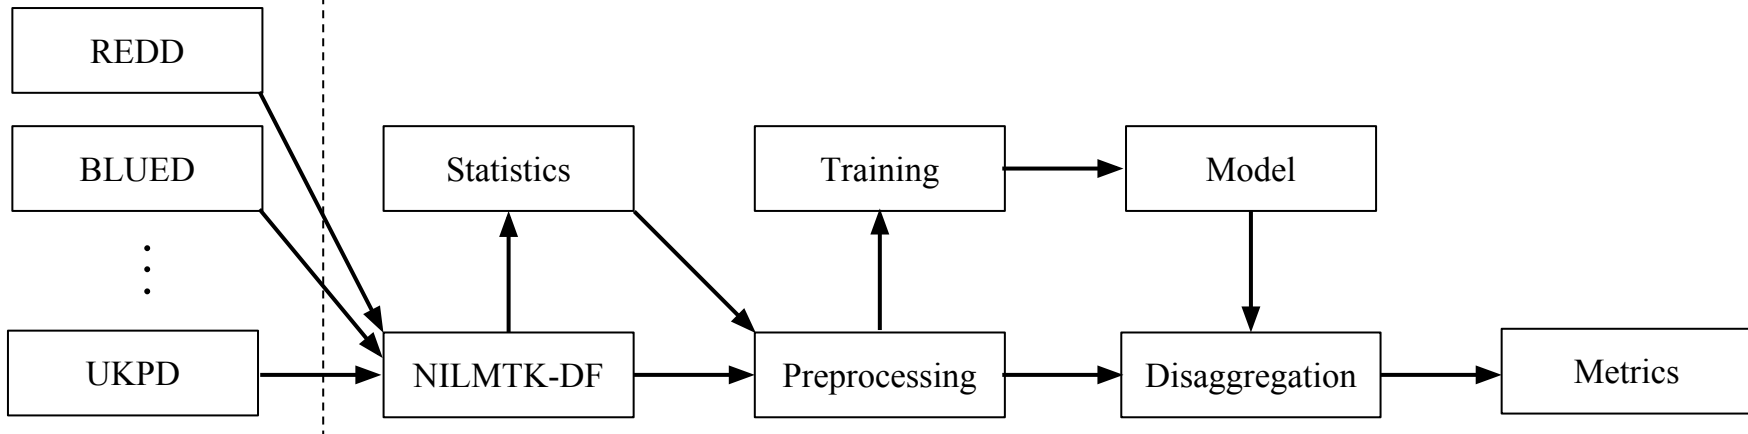 REDD
BLUED
Statistics
Training
Model
UKPD
NILMTK-DF
Preprocessing
Disaggregation
Metrics